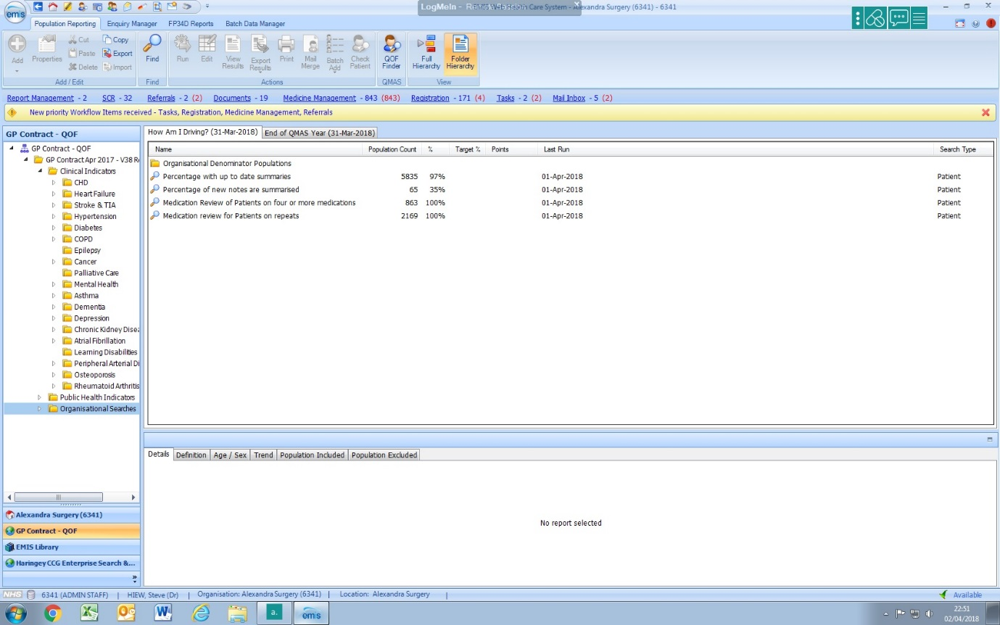 LogMeIn - Care System - Alexandra Surgery (6341) - 6341
emis
Population Reporting Enquiry Manager FP34D Reports Batch Data Manager
Add Properties Cut Copy Paste Export Delete Import Find Run Edit View Results Export Results Print Mail Merge Batch Add Check Patient QOF Finder Full Hierarchy Folder Hierarchy
Add / Edit Find Actions QMAS View
Report Management - 2 SCR - 32 Referrals - 2 (2) Documents - 19 Medicine Management - 843 (843) Registration - 171 (4) Tasks - 2 (2) Mail Inbox - 5 (2)
New priority Workflow Items received - Tasks, Registration, Medicine Management, Referrals
GP Contract - QOF
GP Contract - QOF
GP Contract Apr 2017 - V38 R
Clinical Indicators
CHD
Heart Failure
Stroke & TIA
Hypertension
Diabetes
COPD
Epilepsy
Cancer
Palliative Care
Mental Health
Asthma
Dementia
Depression
Chronic Kidney Disea
Atrial Fibrillation
Learning Disabilities
Peripheral Arterial Di
Osteoporosis
Rheumatoid Arthritis
Public Health Indicators
Organisational Searches
How Am I Driving? (31-Mar-2018) End of QMAS Year (31-Mar-2018)
Name Population Count % Target % Points Last Run Search Type
Organisational Denominator Populations
Percentage with up to date summaries 5835 97% 01-Apr-2018 Patient
Percentage of new notes are summarised 65 35% 01-Apr-2018 Patient
Medication Review of Patients on four or more medications 863 100% 01-Apr-2018 Patient
Medication review for Patients on repeats 2169 100% 01-Apr-2018 Patient
Details Definition Age / Sex Trend Population Included Population Excluded
No report selected
Alexandra Surgery (6341)
GP Contract - QOF
EMIS Library
Haringey CCG Enterprise Search &...
NHS 6341 (ADMIN STAFF) | HIEW, Steve (Dr) | Organisation: Alexandra Surgery (6341) | Location: Alexandra Surgery | Available
a. emis
22:51
02/04/2018